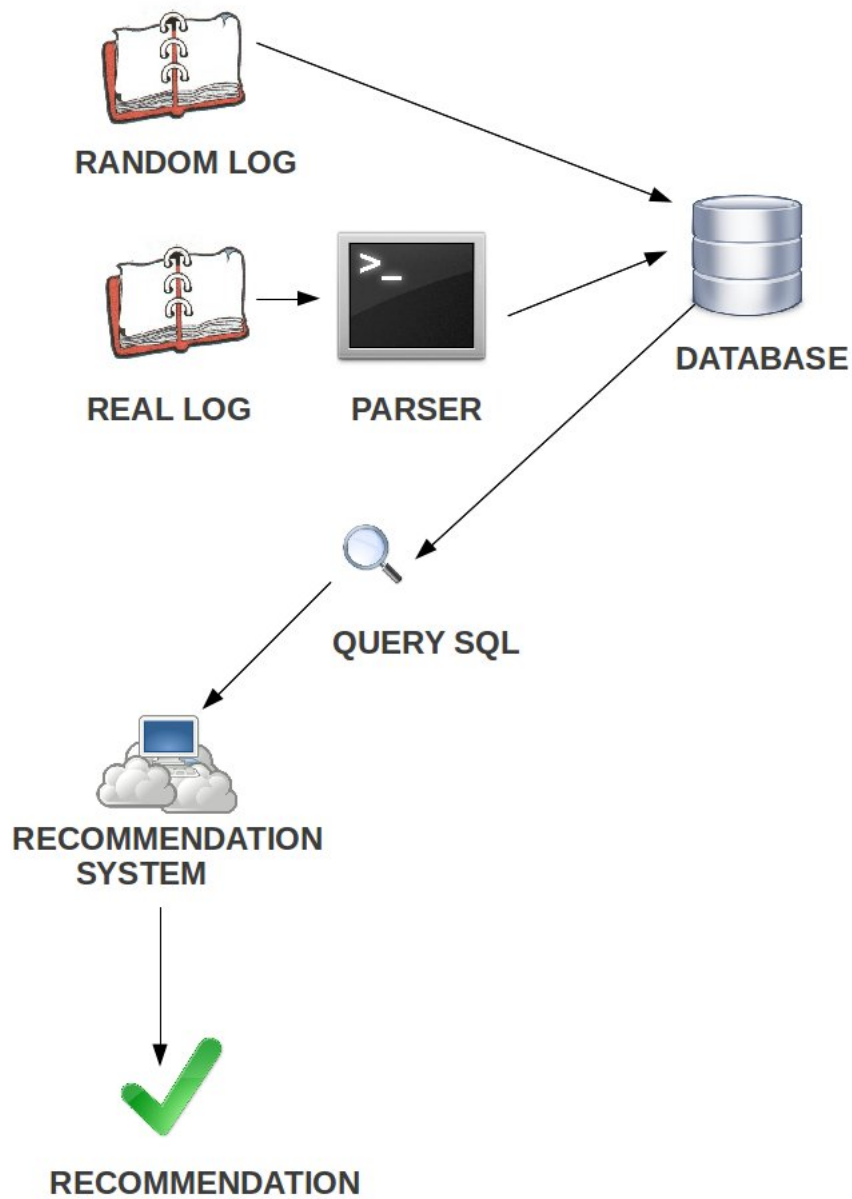 RANDOM LOG
REAL LOG
PARSER
>_
DATABASE
QUERY SQL
RECOMMENDATION
SYSTEM
RECOMMENDATION